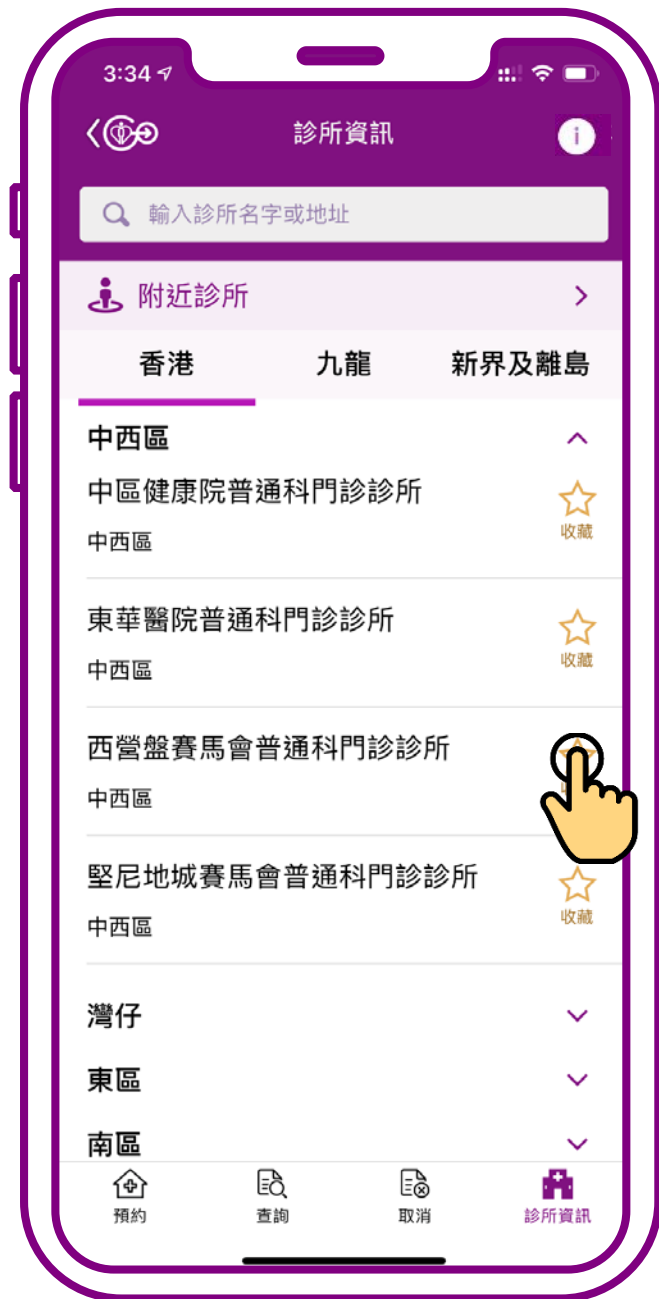 3:34
診所資訊
輸入診所名字或地址
附近診所
香港 九龍 新界及離島
中西區
中區健康院普通科門診診所
收藏
中西區
東華醫院普通科門診診所
收藏
中西區
西營盤賽馬會普通科門診診所
中西區
堅尼地城賽馬會普通科門診診所
收藏
中西區
灣仔
東區
南區
預約 查詢 取消 診所資訊